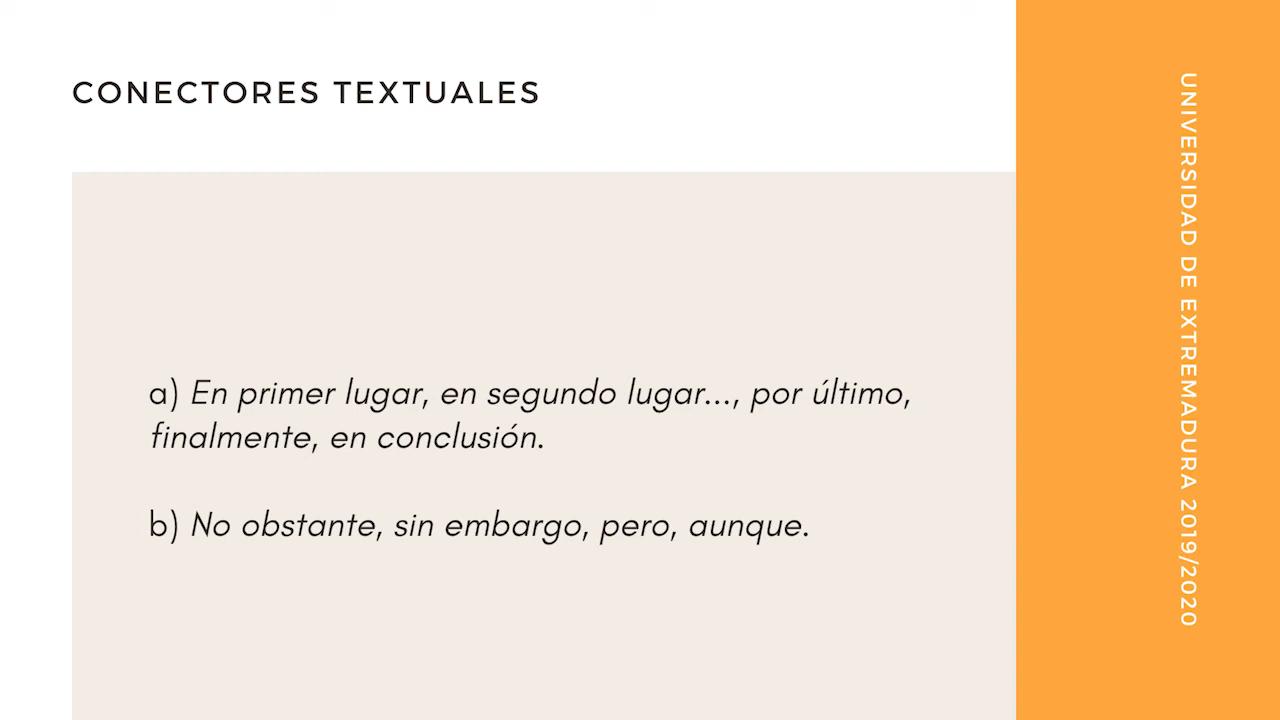 CONECTORES TEXTUALES
a) En primer lugar, en segundo lugar..., por último,
finalmente, en conclusión.
b) No obstante, sin embargo, pero, aunque.
UNIVERSIDAD DE EXTREMADURA 2019/2020